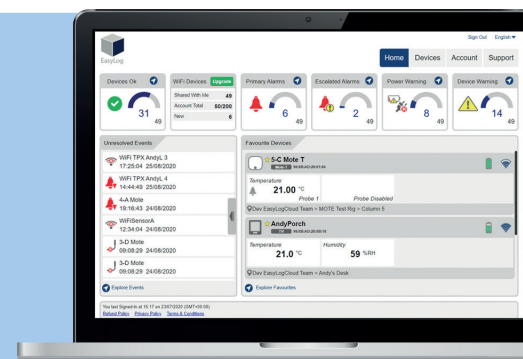 EasyLog
Sign Out English
Home Devices Account Support
Devices Ok
31
49
WiFi Devices Upgrade
Shared With Me 49
Account Total 50/200
New 6
Primary Alarms
6
49
Escalated Alarms
2
49
Power Warning
8
49
Device Warning
14
49
Unresolved Events
WiFi TPX AndyL 3
17:25:04 25/08/2020
WiFi TPX AndyL 4
14:44:49 25/08/2020
4-A Mote
19:16:43 24/08/2020
WiFiSensorA
12:34:04 24/08/2020
3-D Mote
09:08:29 24/08/2020
3-D Mote
09:08:29 24/08/2020
Explore Events
Favourite Devices
5-C Mote T
Temperature
21.00 °C
Probe 1 Probe Disabled
Dev EasyLogCloud Team > MOTE Test Rig > Column 5
AndyPorch
Temperature Humidity
21.0 °C 59 %RH
Dev EasyLogCloud Team > Andy's Desk
Explore Favourites
You last Signed-In at 15:17 on 23/07/2020 (GMT+00:00)
Refund Policy Privacy Policy Terms & Conditions